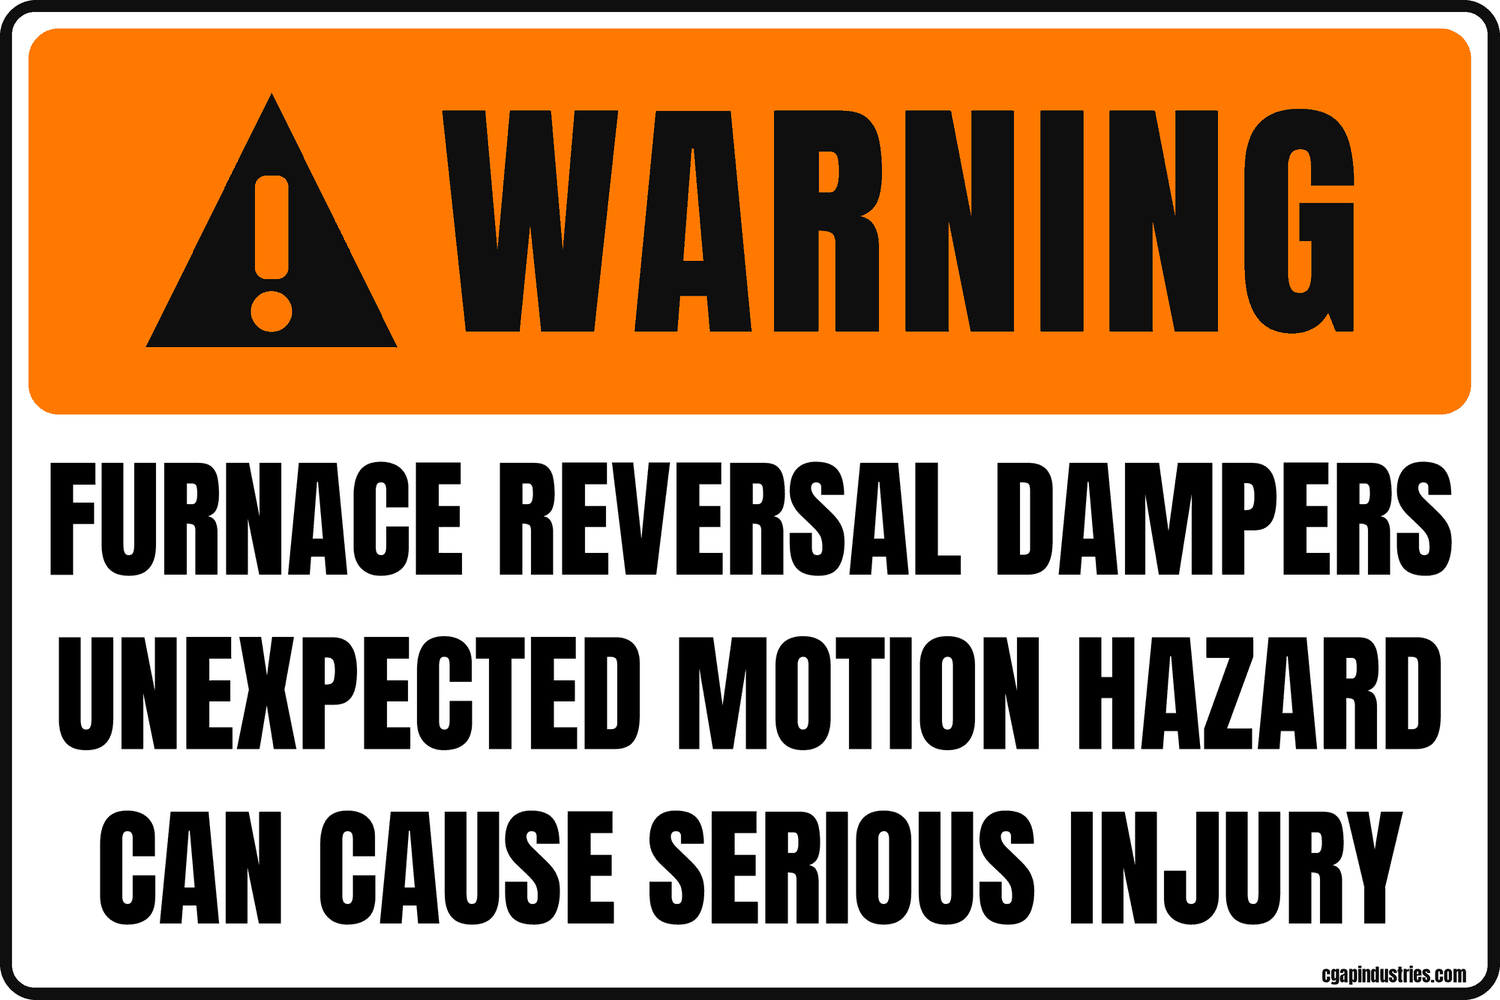 WARNING
FURNACE REVERSAL DAMPERS
UNEXPECTED MOTION HAZARD
CAN CAUSE SERIOUS INJURY
cgapindustries.com